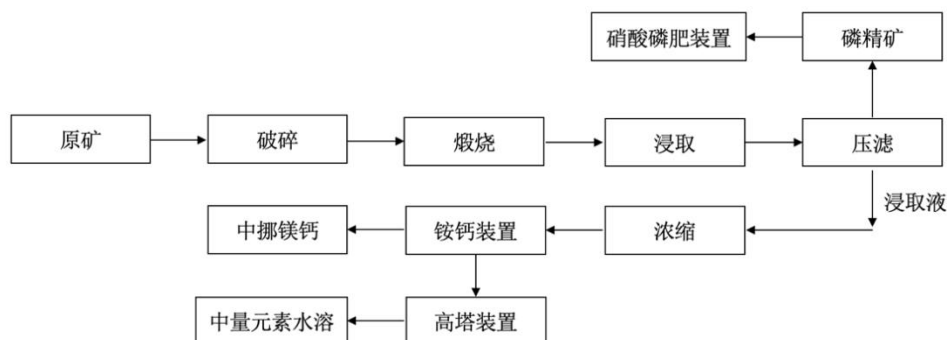 硝酸磷肥装置
磷精矿
原矿
破碎
煅烧
浸取
压滤
浸取液
中挪镁钙
铵钙装置
浓缩
中量元素水溶
高塔装置